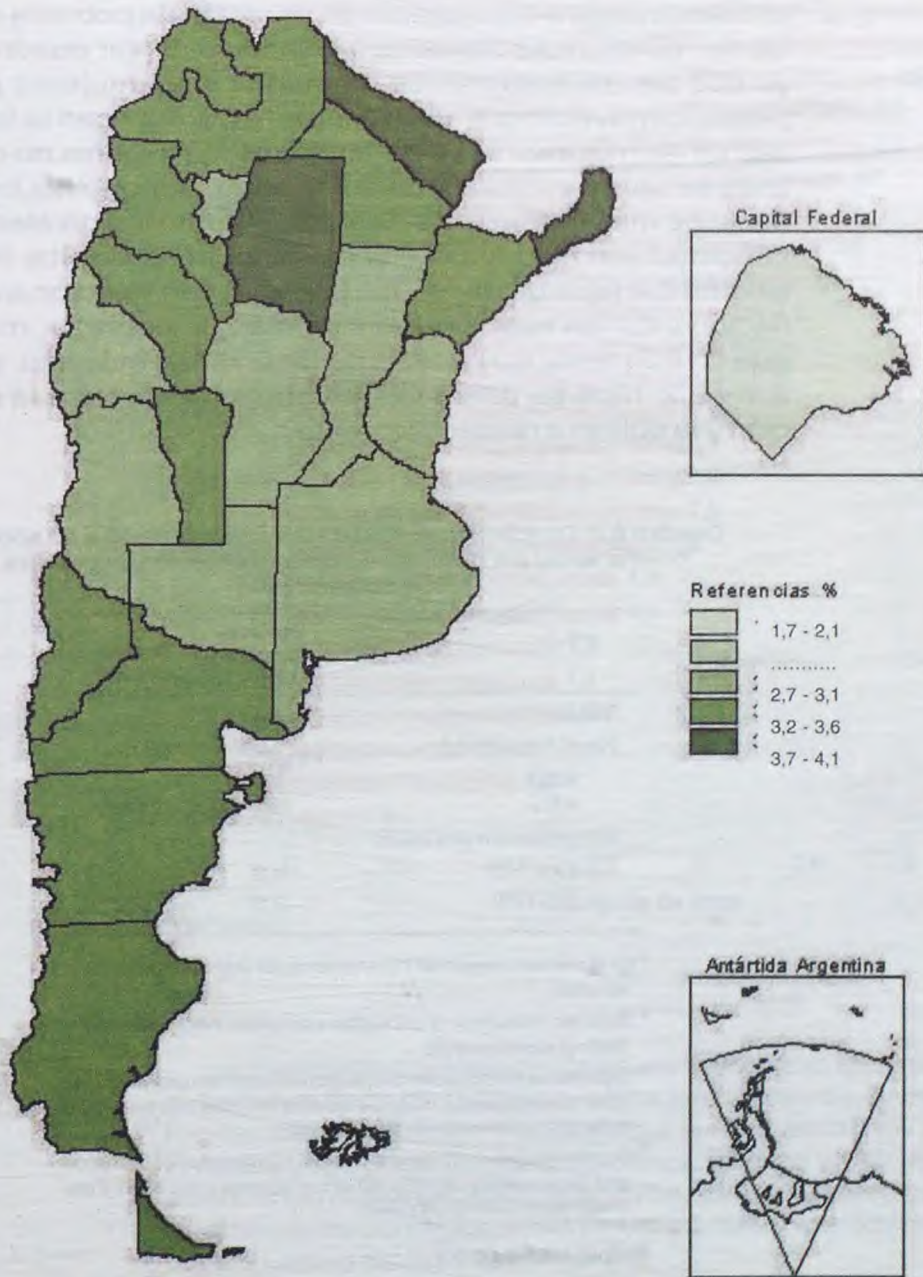 Capital Federal
Referencias %
1,7 - 2,1
............
2,7 - 3,1
3,2 - 3,6
3,7 - 4,1
Antártida Argentina